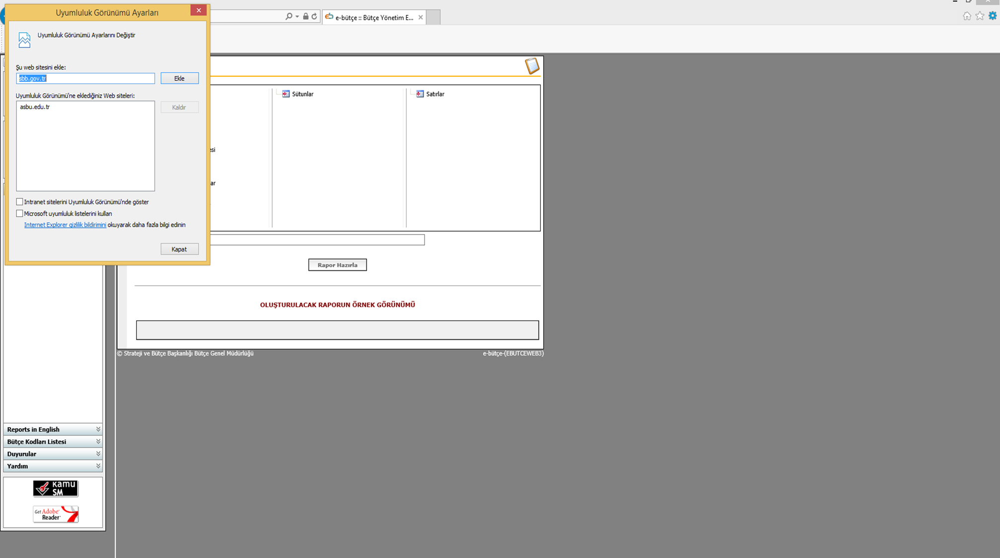 Uyumluluk Görünümü Ayarları
e-bütçe :: Bütçe Yönetim E...
Uyumluluk Görünümü Ayarlarını Değiştir
Şu web sitesini ekle:
sbb.gov.tr
Ekle
Uyumluluk Görünümü'ne eklediğiniz Web siteleri:
asbu.edu.tr
Kaldır
Sütunlar
Satırlar
esi
ar
Intranet sitelerini Uyumluluk Görünümü'nde göster
Microsoft uyumluluk listelerini kullan
Internet Explorer gizlilik bildirimini okuyarak daha fazla bilgi edinin
Kapat
Rapor Hazırla
OLUŞTURULACAK RAPORUN ÖRNEK GÖRÜNÜMÜ
© Strateji ve Bütçe Başkanlığı Bütçe Genel Müdürlüğü
e-bütçe-(EBUTCEWEB3)
Reports in English
Bütçe Kodları Listesi
Duyurular
Yardım
KAMU
SM
Get Adobe
Reader